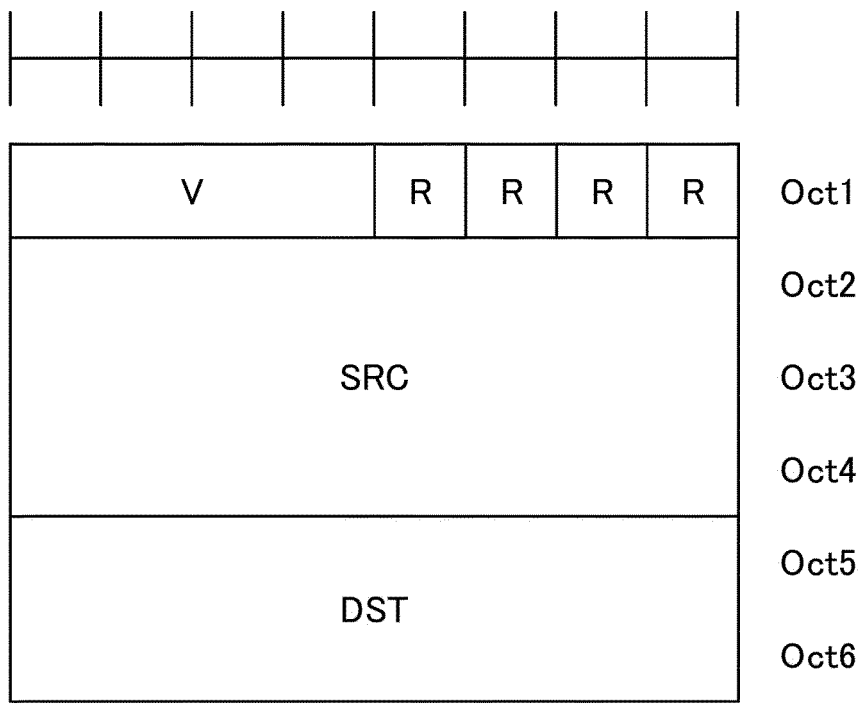 V R R R R Oct1
Oct2
SRC Oct3
Oct4
Oct5
DST
Oct6